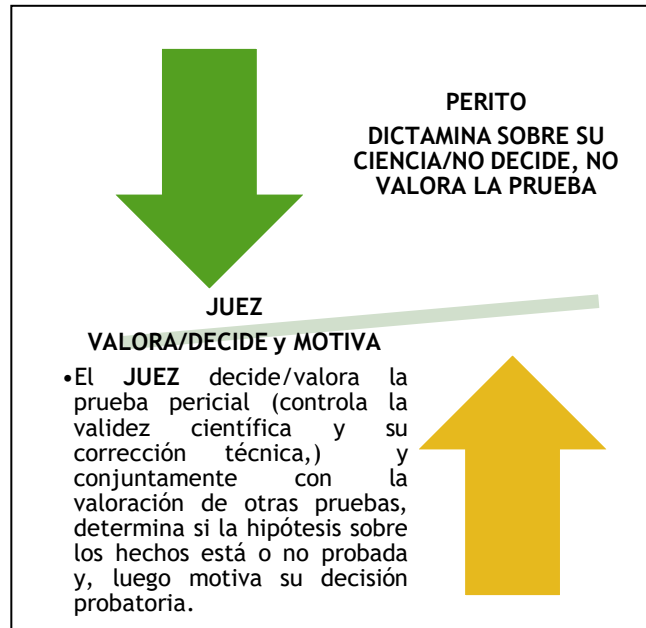 PERITO
DICTAMINA SOBRE SU
CIENCIA/NO DECIDE, NO
VALORA LA PRUEBA
JUEZ
VALORA/DECIDE y MOTIVA
•El JUEZ decide/valora la
prueba pericial (controla la
validez científica y su
corrección técnica,) y
conjuntamente con la
valoración de otras pruebas,
determina si la hipótesis sobre
los hechos está o no probada
y, luego motiva su decisión
probatoria.